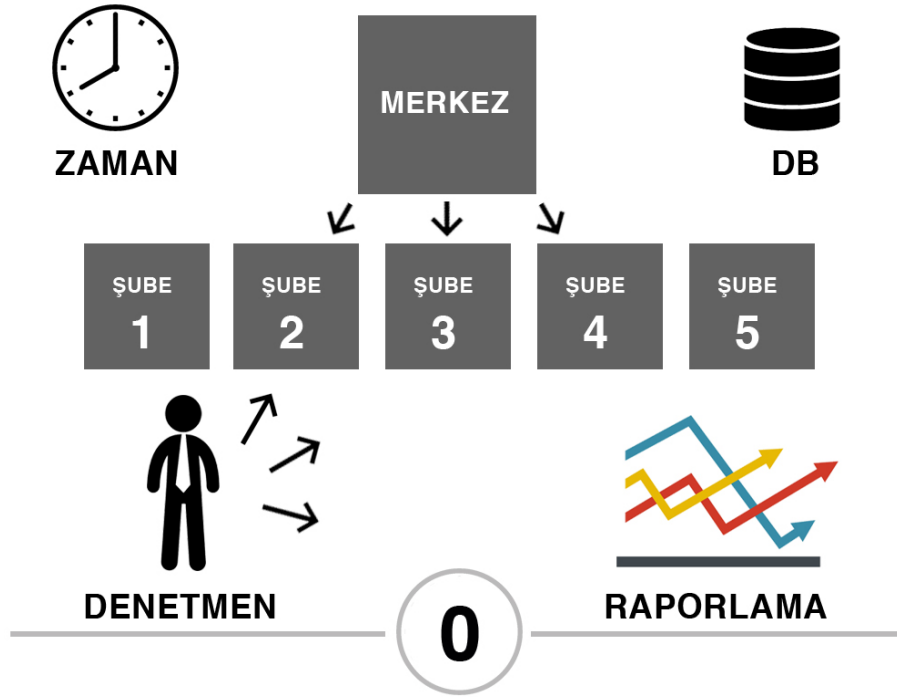 MERKEZ
ZAMAN
DB
ŞUBE
1
ŞUBE
2
ŞUBE
3
ŞUBE
4
ŞUBE
5
DENETMEN
RAPORLAMA
0